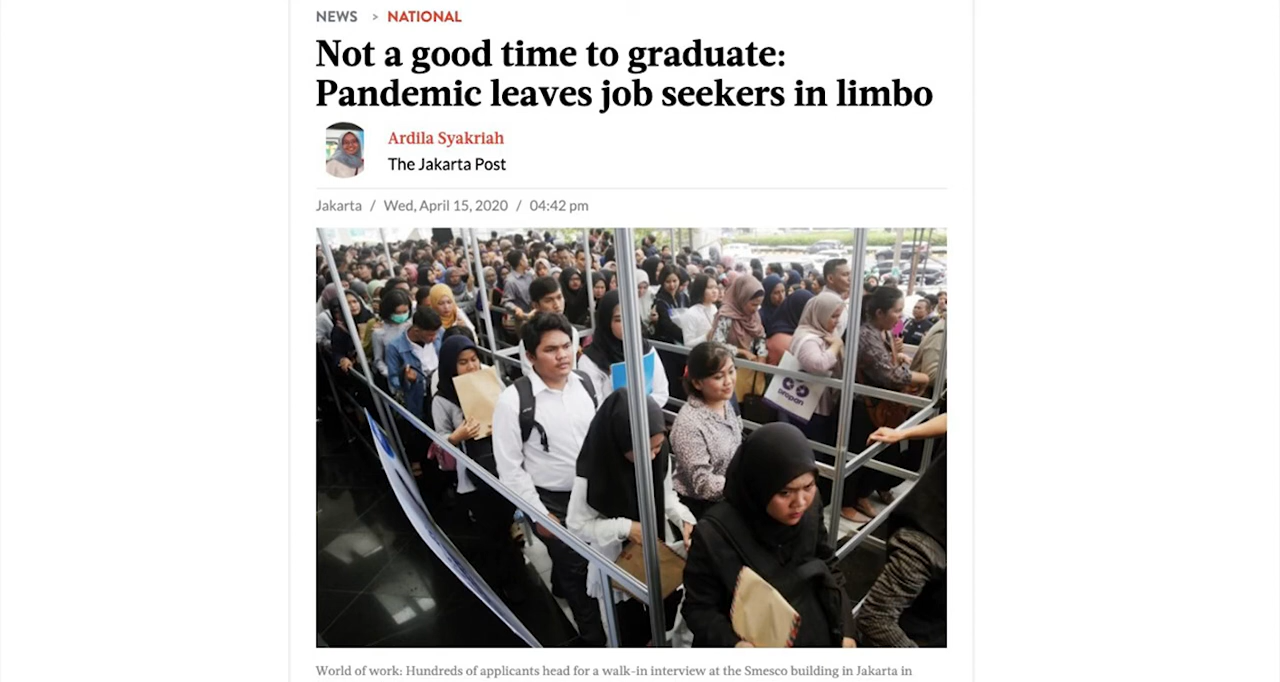 NEWS > NATIONAL
Not a good time to graduate:
Pandemic leaves job seekers in limbo
Ardila Syakriah
The Jakarta Post
Jakarta / Wed, April 15, 2020 / 04:42 pm
propan
World of work: Hundreds of applicants head for a walk-in interview at the Smesco building in Jakarta in